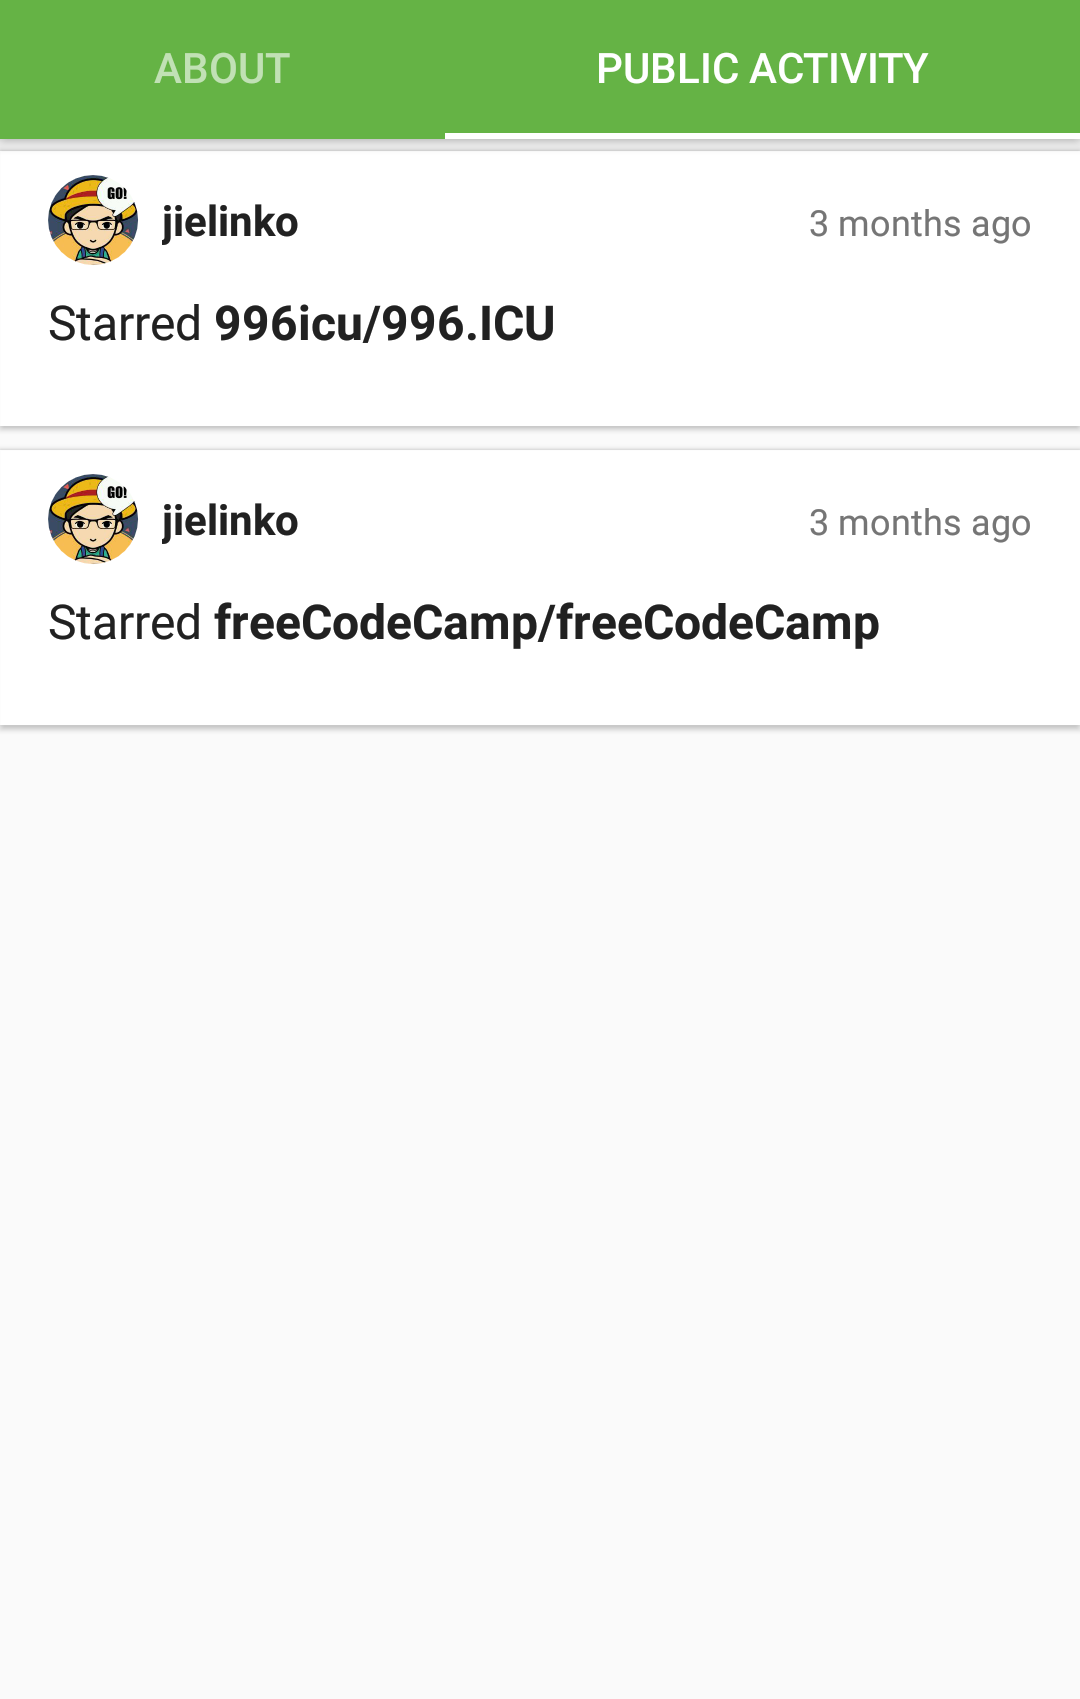 ABOUT PUBLIC ACTIVITY
GO!
jielinko 3 months ago
Starred 996icu/996.ICU
GO!
jielinko 3 months ago
Starred freeCodeCamp/freeCodeCamp